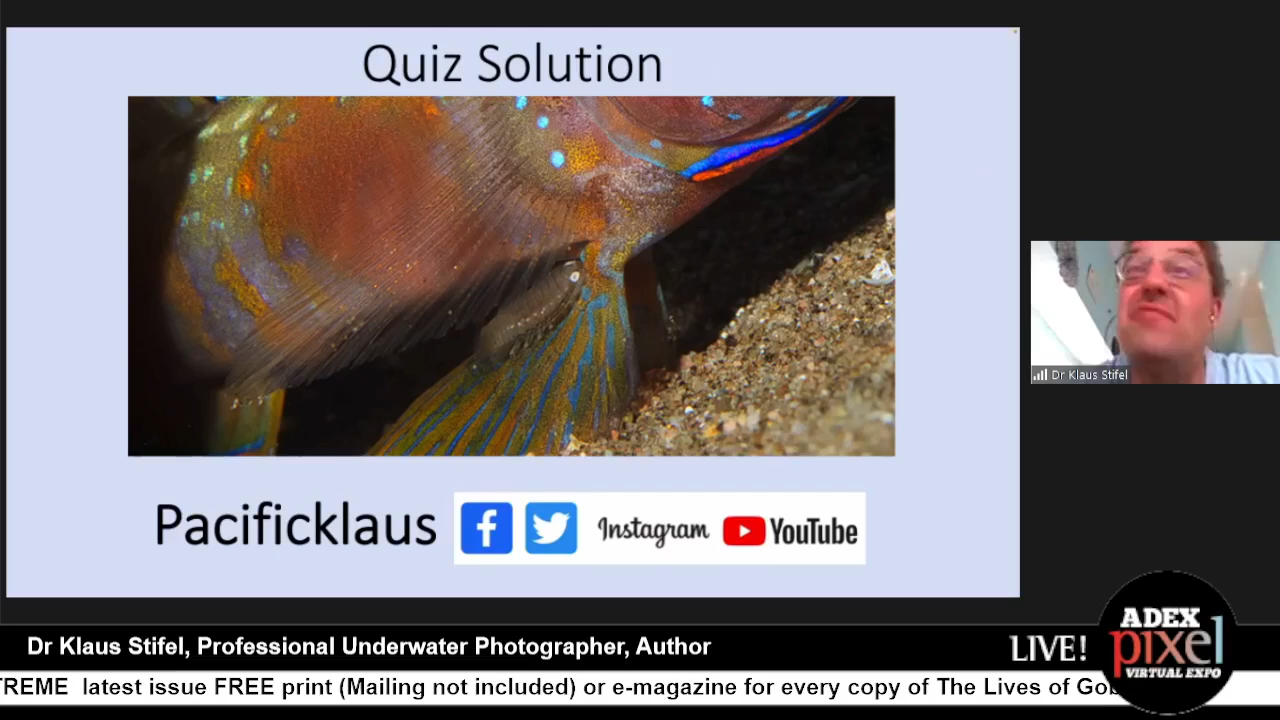 Quiz Solution
Pacificklaus
f
Instagram
YouTube
Dr Klaus Stifel
Dr Klaus Stifel, Professional Underwater Photographer, Author
LIVE!
ADEX
pixel
VIRTUAL EXPO
latest issue FREE print (Mailing not included) or e-magazine for every copy of The Lives of